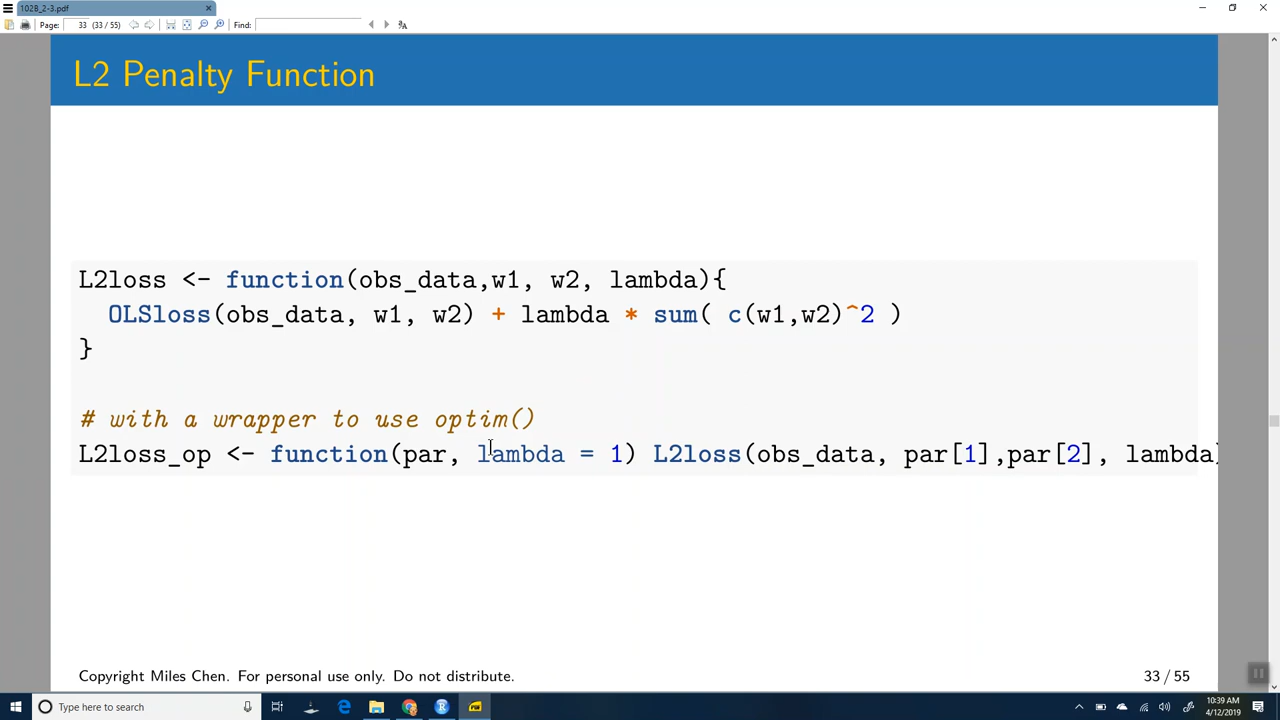 102B_2-3.pdf
Page: 33 (33 / 55) Find:
L2 Penalty Function
L2loss <- function(obs_data,w1, w2, lambda){
OLSloss(obs_data, w1, w2) + lambda * sum( c(w1,w2)^2 )
}
# with a wrapper to use optim()
L2loss_op <- function(par, lambda = 1) L2loss(obs_data, par[1],par[2], lambda)
Copyright Miles Chen. For personal use only. Do not distribute.
33 / 55
Type here to search
10:39 AM
4/12/2019